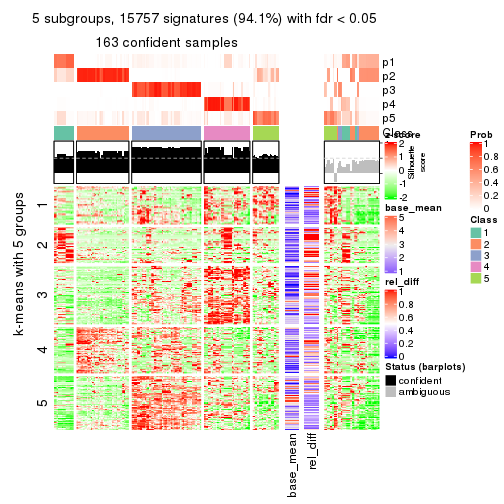 5 subgroups, 15757 signatures (94.1%) with fdr < 0.05
163 confident samples
p1
p2
p3
p4
p5
Class
Silhouette
score
k-means with 5 groups
1
2
3
4
5
base_mean
rel_diff
z-score
2
1
0
-1
-2
base_mean
5
4
3
2
1
rel_diff
1
0.8
0.6
0.4
0.2
0
Status (barplots)
confident
ambiguous
Prob
1
0.8
0.6
0.4
0.2
0
Class
1
2
3
4
5